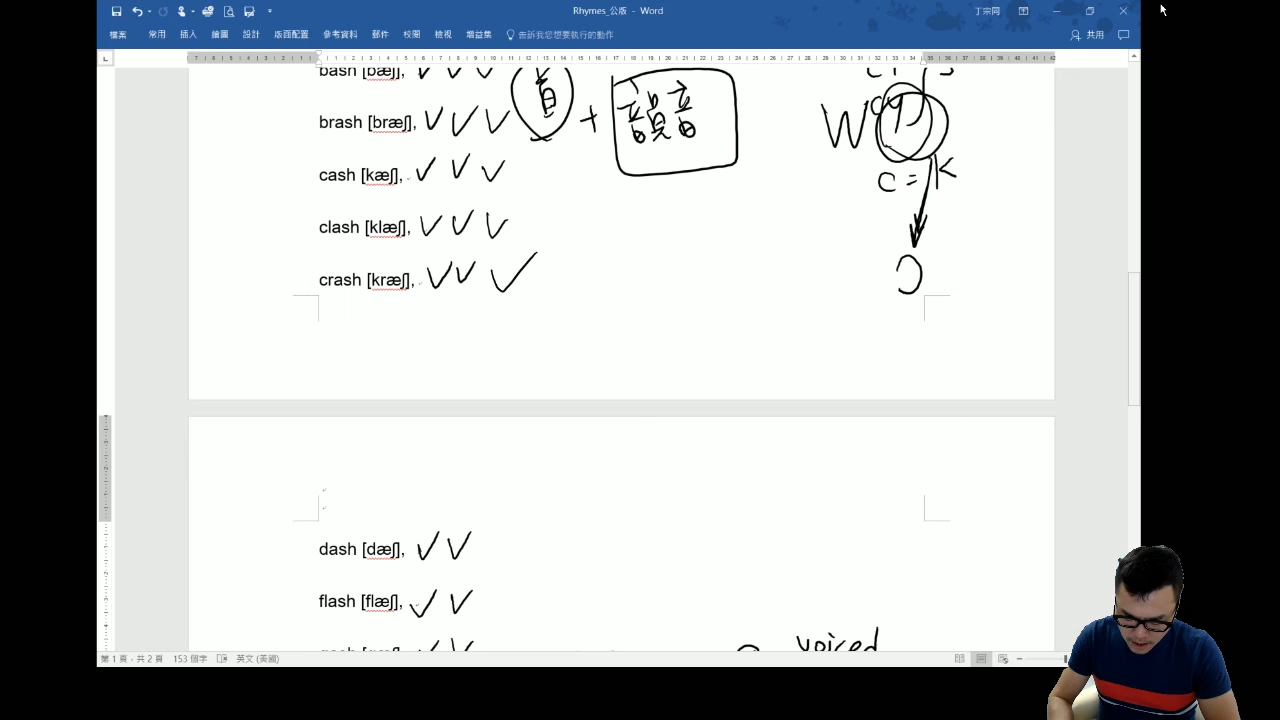 Rhymes_公版 - Word
丁宗同
檔案 常用 插入 繪圖 設計 版面配置 參考資料 郵件 校閱 檢視 增益集 告訴我您想要執行的動作 共用
bash [bæʃ],
brash [bræʃ], 首 + 韻音
cash [kæʃ],
c = k
clash [klæʃ],
crash [kræʃ],
dash [dæʃ],
flash [flæʃ],
voiced
第 1 頁，共 2 頁 153 個字 英文 (美國)